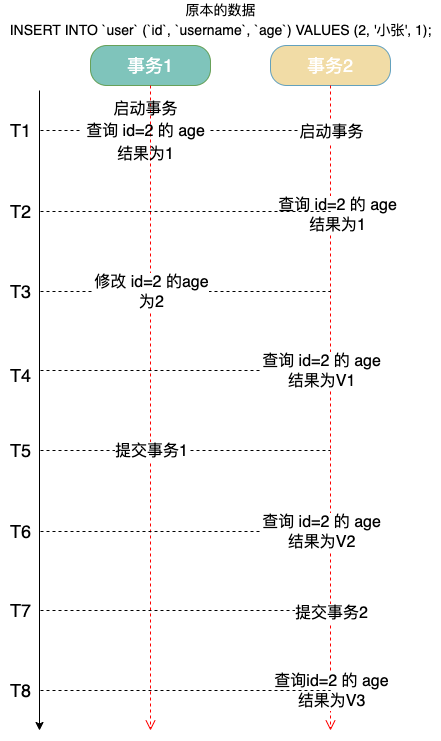 原本的数据
INSERT INTO `user` (`id`, `username`, `age`) VALUES (2, '小张', 1);
事务1
事务2
启动事务
T1
查询 id=2 的 age
启动事务
结果为1
T2
查询 id=2 的 age
结果为1
T3
修改 id=2 的age
为2
T4
查询 id=2 的 age
结果为V1
T5
提交事务1
T6
查询 id=2 的 age
结果为V2
T7
提交事务2
T8
查询id=2 的 age
结果为V3